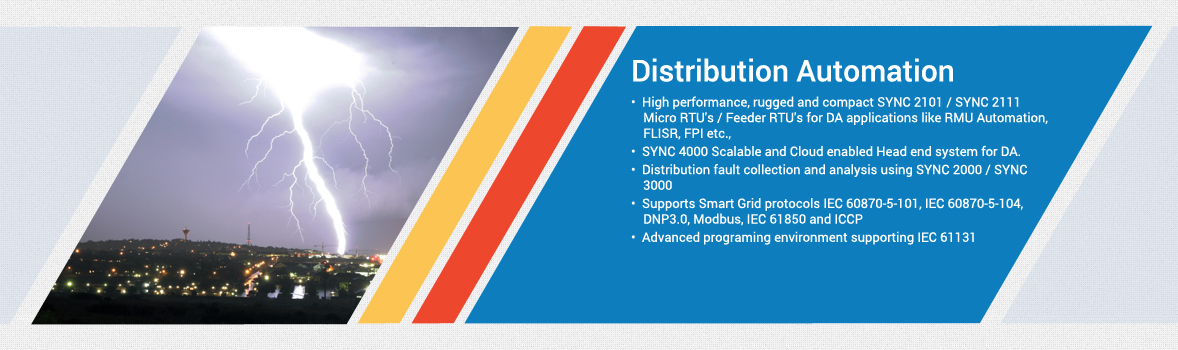 Distribution Automation
• High performance, rugged and compact SYNC 2101 / SYNC 2111
Micro RTU's / Feeder RTU's for DA applications like RMU Automation,
FLISR, FPI etc.,
• SYNC 4000 Scalable and Cloud enabled Head end system for DA.
• Distribution fault collection and analysis using SYNC 2000 / SYNC
3000
• Supports Smart Grid protocols IEC 60870-5-101, IEC 60870-5-104,
DNP3.0, Modbus, IEC 61850 and ICCP
• Advanced programing environment supporting IEC 61131